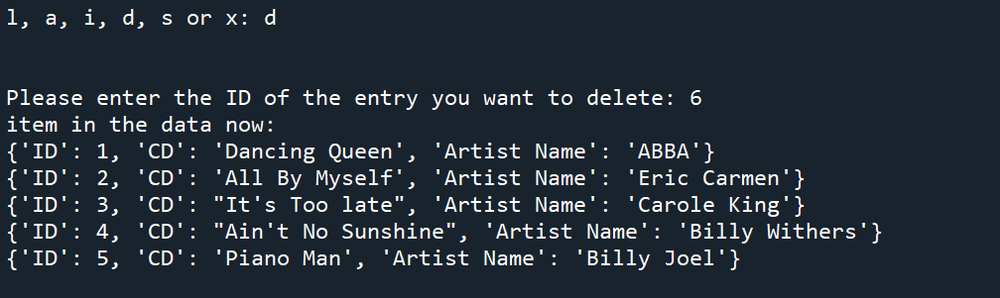 l, a, i, d, s or x: d
Please enter the ID of the entry you want to delete: 6
item in the data now:
{'ID': 1, 'CD': 'Dancing Queen', 'Artist Name': 'ABBA'}
{'ID': 2, 'CD': 'All By Myself', 'Artist Name': 'Eric Carmen'}
{'ID': 3, 'CD': "It's Too late", 'Artist Name': 'Carole King'}
{'ID': 4, 'CD': "Ain't No Sunshine", 'Artist Name': 'Billy Withers'}
{'ID': 5, 'CD': 'Piano Man', 'Artist Name': 'Billy Joel'}